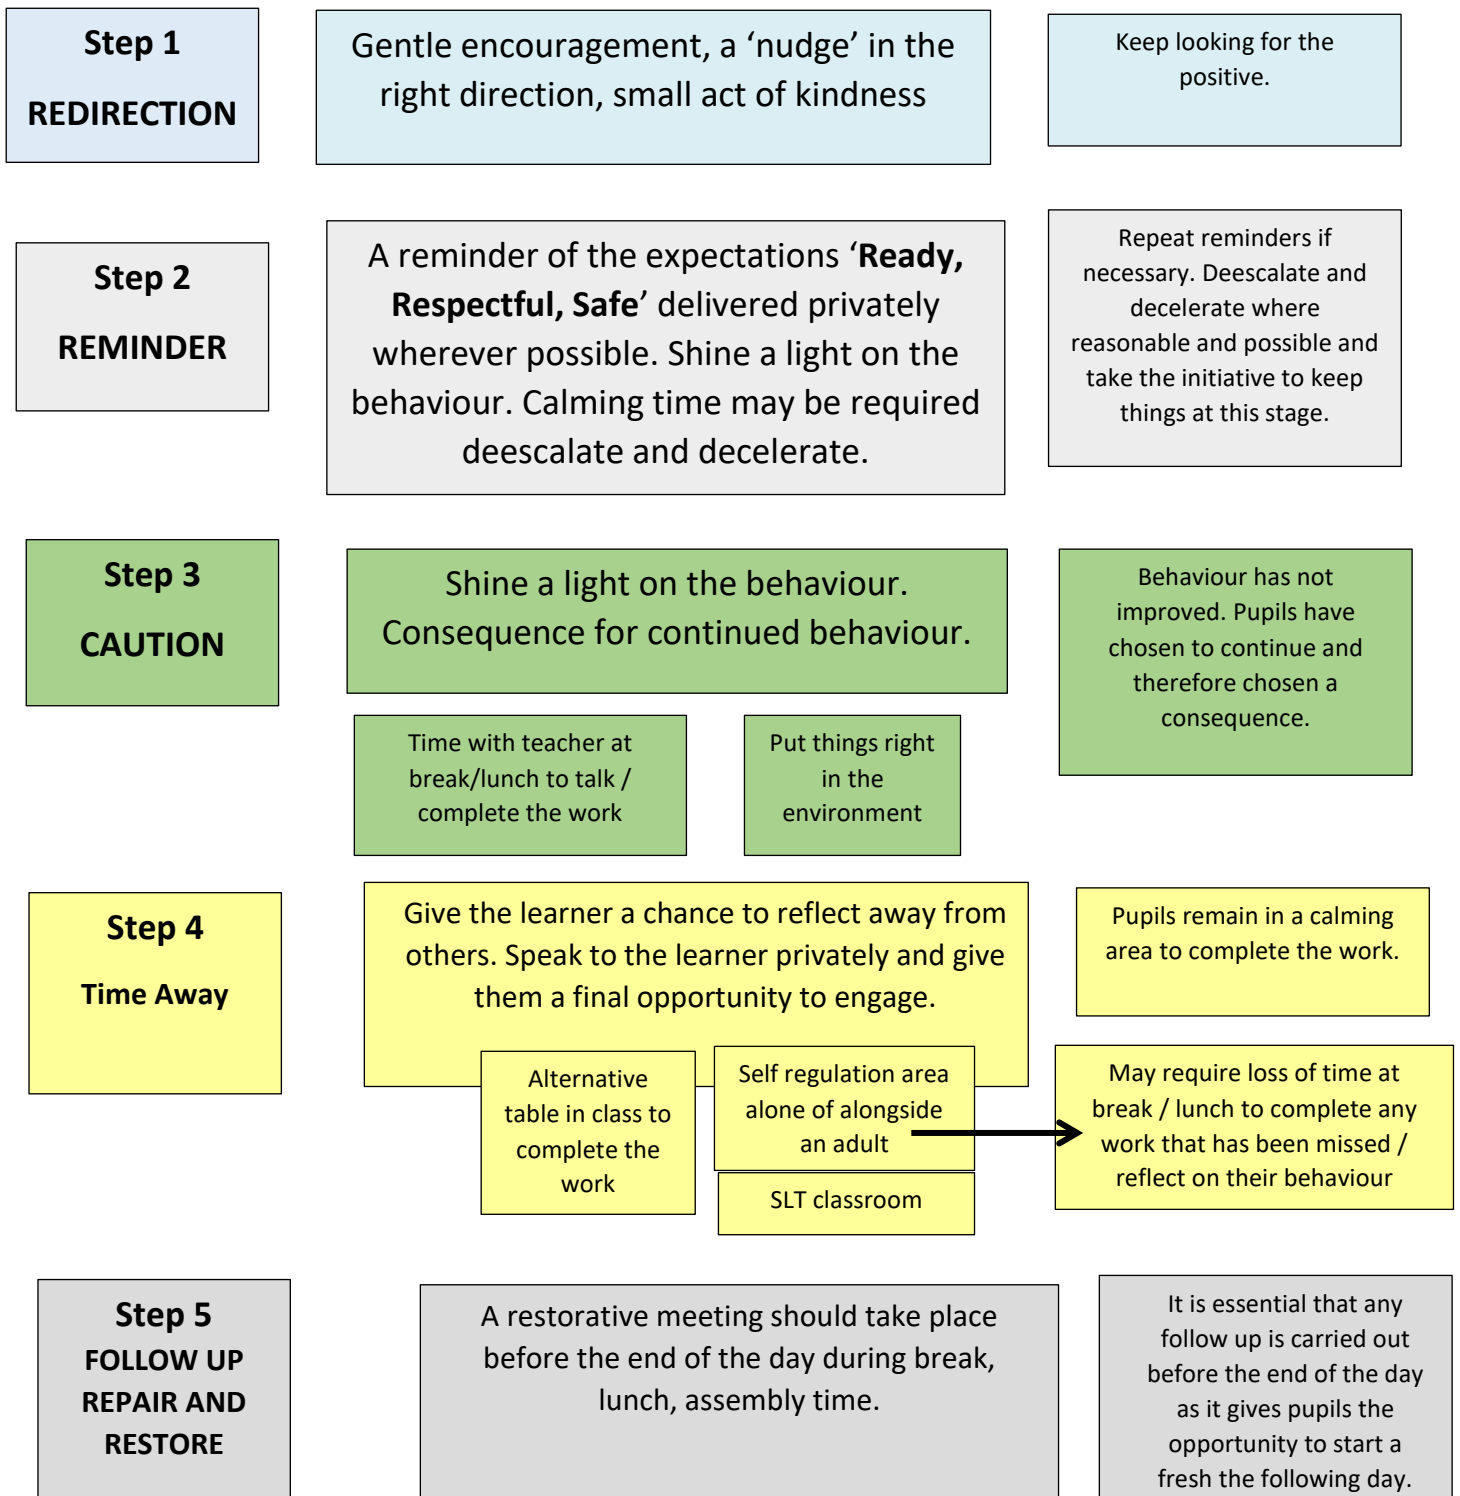 Step 1
REDIRECTION
Gentle encouragement, a ‘nudge’ in the
right direction, small act of kindness
Keep looking for the
positive.
Step 2
REMINDER
A reminder of the expectations ‘Ready,
Respectful, Safe’ delivered privately
wherever possible. Shine a light on the
behaviour. Calming time may be required
deescalate and decelerate.
Repeat reminders if
necessary. Deescalate and
decelerate where
reasonable and possible and
take the initiative to keep
things at this stage.
Step 3
CAUTION
Shine a light on the behaviour.
Consequence for continued behaviour.
Behaviour has not
improved. Pupils have
chosen to continue and
therefore chosen a
consequence.
Time with teacher at
break/lunch to talk /
complete the work
Put things right
in the
environment
Step 4
Time Away
Give the learner a chance to reflect away from
others. Speak to the learner privately and give
them a final opportunity to engage.
Pupils remain in a calming
area to complete the work.
Alternative
table in class to
complete the
work
Self regulation area
alone of alongside
an adult
SLT classroom
May require loss of time at
break / lunch to complete any
work that has been missed /
reflect on their behaviour
Step 5
FOLLOW UP
REPAIR AND
RESTORE
A restorative meeting should take place
before the end of the day during break,
lunch, assembly time.
It is essential that any
follow up is carried out
before the end of the day
as it gives pupils the
opportunity to start a
fresh the following day.